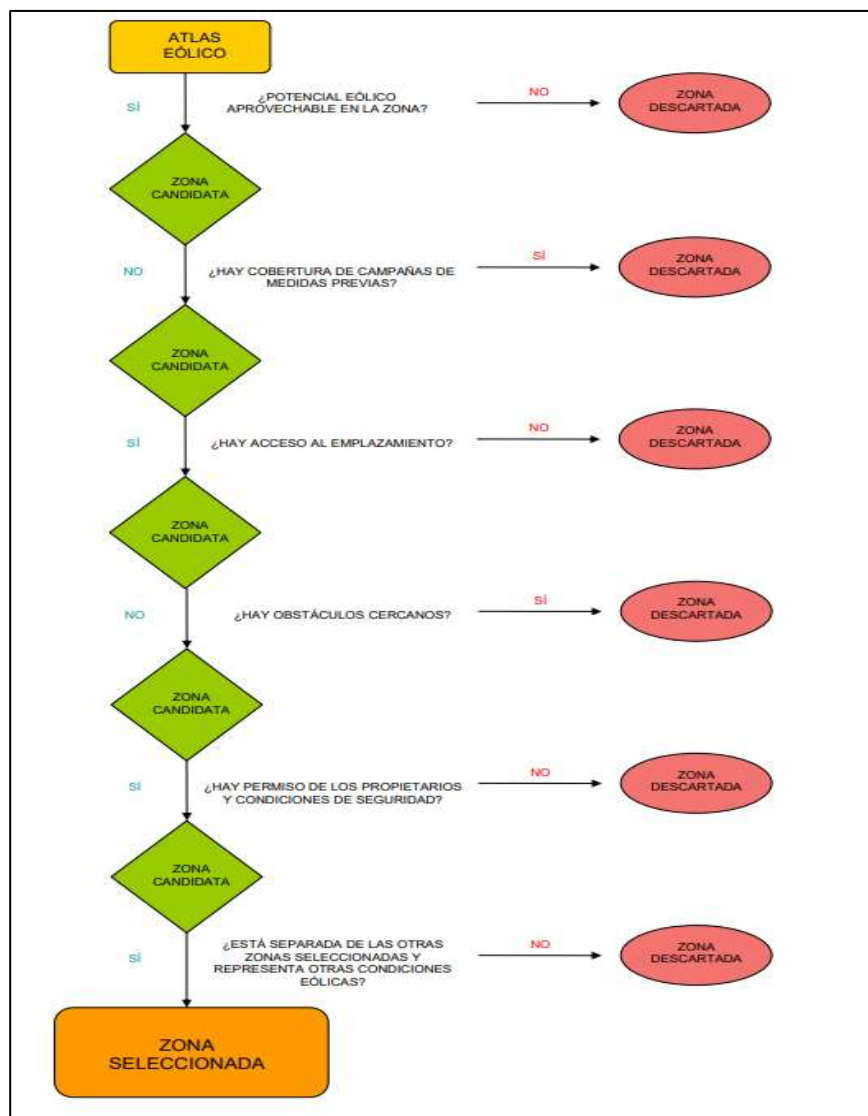 ATLAS
EÓLICO
SÍ
¿POTENCIAL EÓLICO
APROVECHABLE EN LA ZONA?
NO
ZONA
DESCARTADA
ZONA
CANDIDATA
NO
¿HAY COBERTURA DE CAMPAÑAS DE
MEDIDAS PREVIAS?
SÍ
ZONA
DESCARTADA
ZONA
CANDIDATA
SÍ
¿HAY ACCESO AL EMPLAZAMIENTO?
NO
ZONA
DESCARTADA
ZONA
CANDIDATA
NO
¿HAY OBSTÁCULOS CERCANOS?
SÍ
ZONA
DESCARTADA
ZONA
CANDIDATA
SÍ
¿HAY PERMISO DE LOS PROPIETARIOS
Y CONDICIONES DE SEGURIDAD?
NO
ZONA
DESCARTADA
ZONA
CANDIDATA
SÍ
¿ESTÁ SEPARADA DE LAS OTRAS
ZONAS SELECCIONADAS Y
REPRESENTA OTRAS CONDICIONES
EÓLICAS?
NO
ZONA
DESCARTADA
ZONA
SELECCIONADA